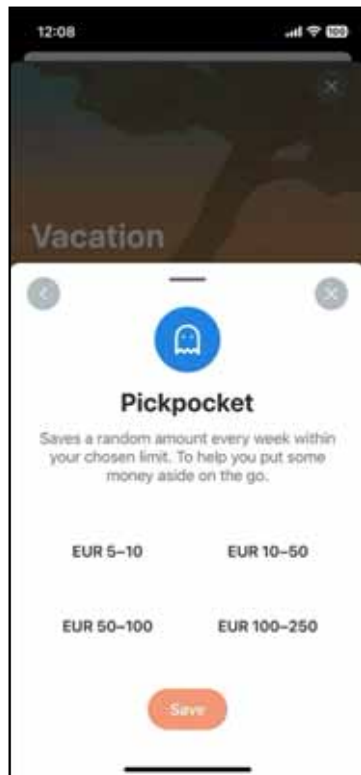 12:08
100
Vacation
Pickpocket
Saves a random amount every week within
your chosen limit. To help you put some
money aside on the go.
EUR 5–10 EUR 10–50
EUR 50–100 EUR 100–250
Save